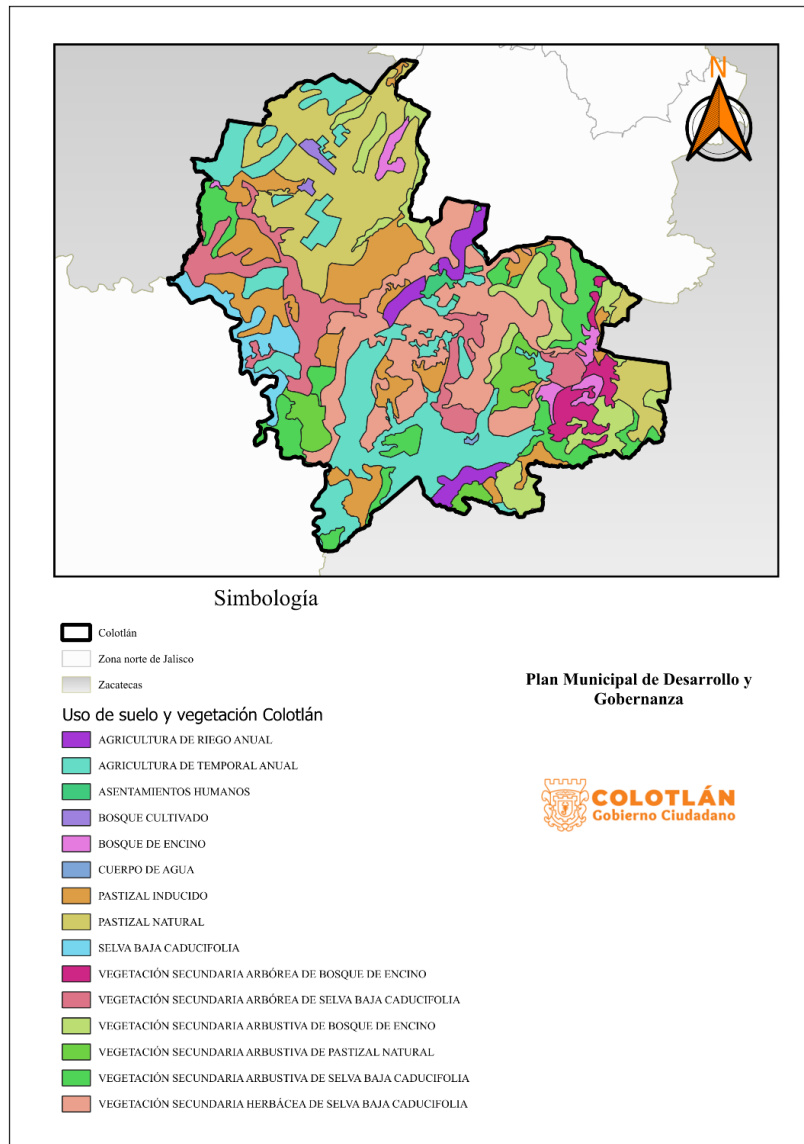 N
Simbología
Colotlán
Zona norte de Jalisco
Zacatecas
Plan Municipal de Desarrollo y
Gobernanza
Uso de suelo y vegetación Colotlán
AGRICULTURA DE RIEGO ANUAL
AGRICULTURA DE TEMPORAL ANUAL
ASENTAMIENTOS HUMANOS
BOSQUE CULTIVADO
BOSQUE DE ENCINO
CUERPO DE AGUA
PASTIZAL INDUCIDO
PASTIZAL NATURAL
SELVA BAJA CADUCIFOLIA
VEGETACIÓN SECUNDARIA ARBÓREA DE BOSQUE DE ENCINO
VEGETACIÓN SECUNDARIA ARBÓREA DE SELVA BAJA CADUCIFOLIA
VEGETACIÓN SECUNDARIA ARBUSTIVA DE BOSQUE DE ENCINO
VEGETACIÓN SECUNDARIA ARBUSTIVA DE PASTIZAL NATURAL
VEGETACIÓN SECUNDARIA ARBUSTIVA DE SELVA BAJA CADUCIFOLIA
VEGETACIÓN SECUNDARIA HERBÁCEA DE SELVA BAJA CADUCIFOLIA
COLOTLÁN
Gobierno Ciudadano